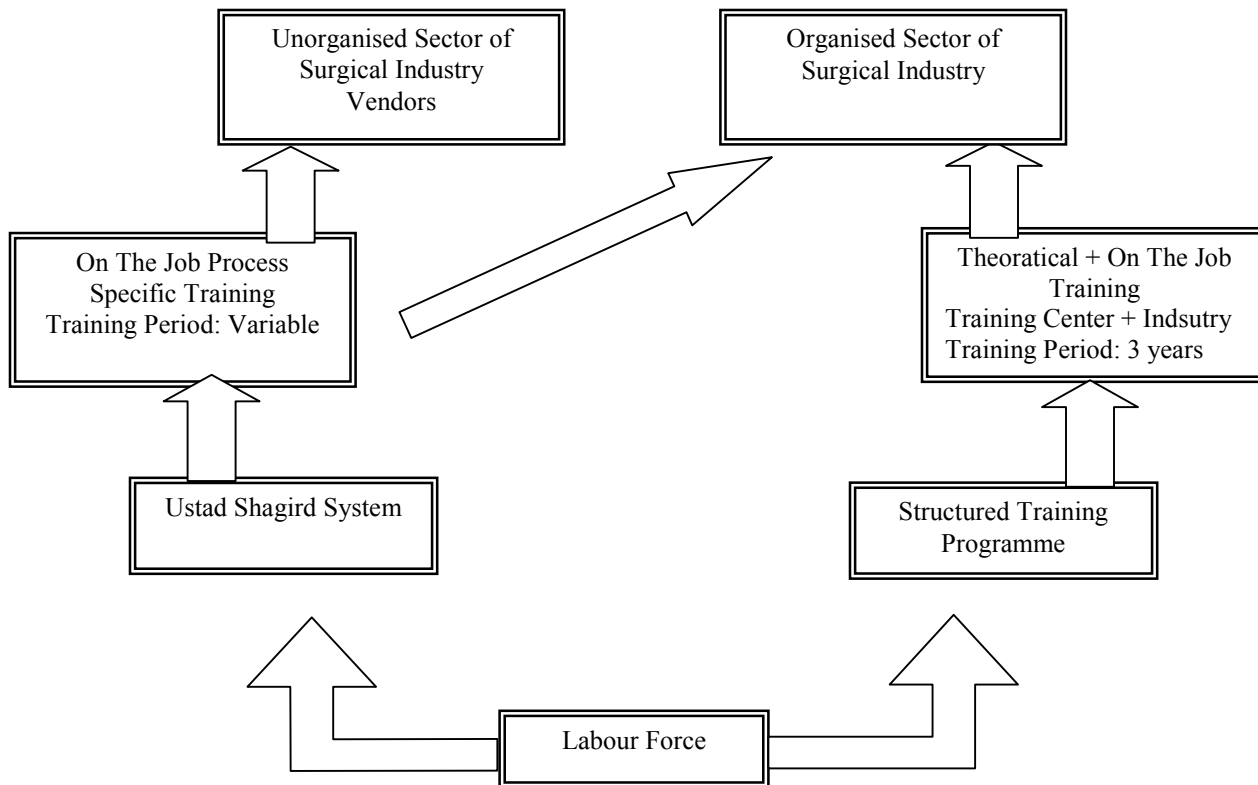 Unorganised Sector of
Surgical Industry
Vendors
Organised Sector of
Surgical Industry
On The Job Process
Specific Training
Training Period: Variable
Theoratical + On The Job
Training
Training Center + Indsutry
Training Period: 3 years
Ustad Shagird System
Structured Training
Programme
Labour Force